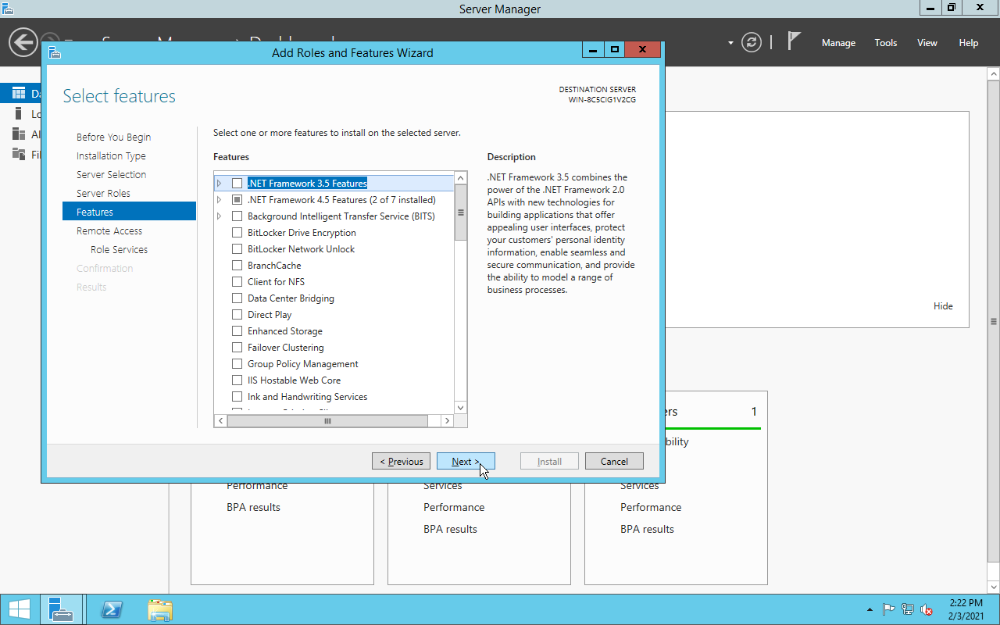 Server Manager
Manage
Tools
View
Help
Add Roles and Features Wizard
Select features
DESTINATION SERVER
WIN-8C5CIG1V2CG
Before You Begin
Installation Type
Server Selection
Server Roles
Features
Remote Access
Role Services
Confirmation
Results
Select one or more features to install on the selected server.
Features
.NET Framework 3.5 Features
.NET Framework 4.5 Features (2 of 7 installed)
Background Intelligent Transfer Service (BITS)
BitLocker Drive Encryption
BitLocker Network Unlock
BranchCache
Client for NFS
Data Center Bridging
Direct Play
Enhanced Storage
Failover Clustering
Group Policy Management
IIS Hostable Web Core
Ink and Handwriting Services
Description
.NET Framework 3.5 combines the
power of the .NET Framework 2.0
APIs with new technologies for
building applications that offer
appealing user interfaces, protect
your customers' personal identity
information, enable seamless and
secure communication, and provide
the ability to model a range of
business processes.
< Previous
Next >
Install
Cancel
Hide
ers 1
bility
Performance
BPA results
Services
Performance
BPA results
Services
Performance
BPA results
2:22 PM
2/3/2021